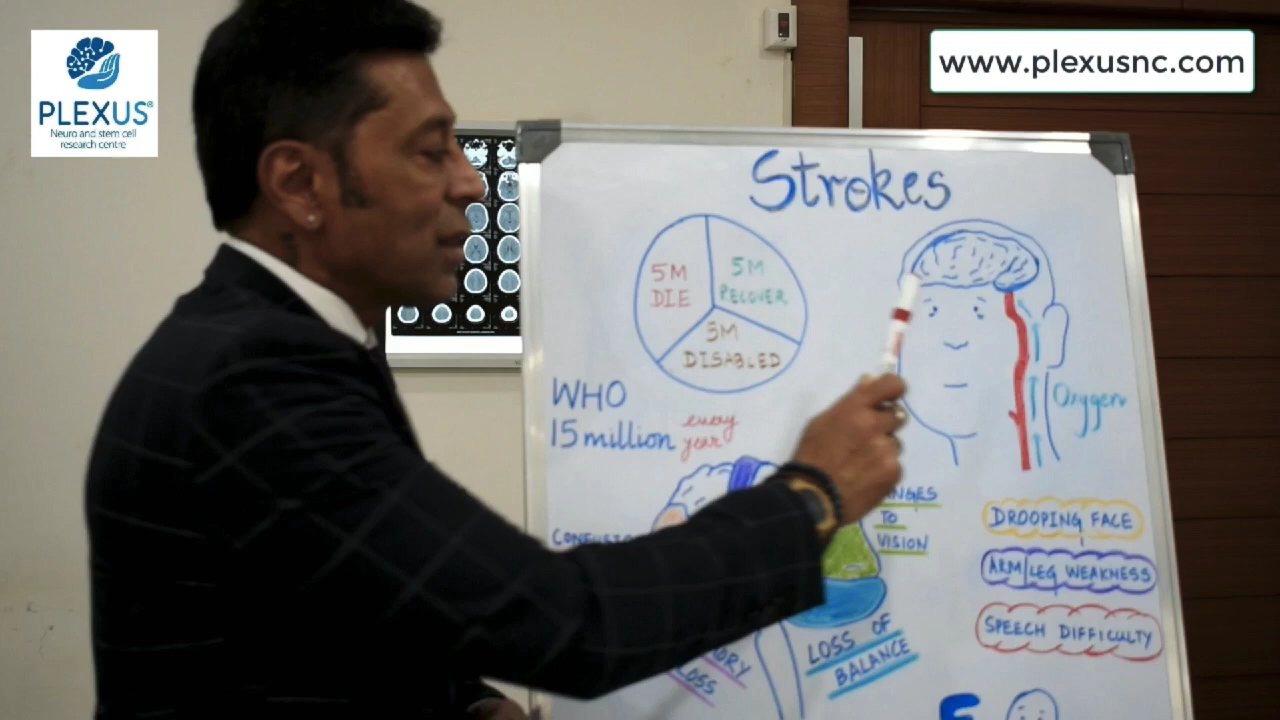 PLEXUS®
Neuro and stem cell
research centre
www.plexusnc.com
Strokes
5M
DIE
5M
RECOVER
5M
DISABLED
WHO
15 million every
year
Oxygen
TO
VISION
LOSS OF
BALANCE
LOSS
DROOPING FACE
ARM/LEG WEAKNESS
SPEECH DIFFICULTY
F